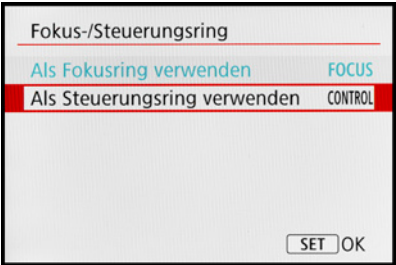 Fokus-/Steuerungsring
Als Fokusring verwenden FOCUS
Als Steuerungsring verwenden CONTROL
SET OK